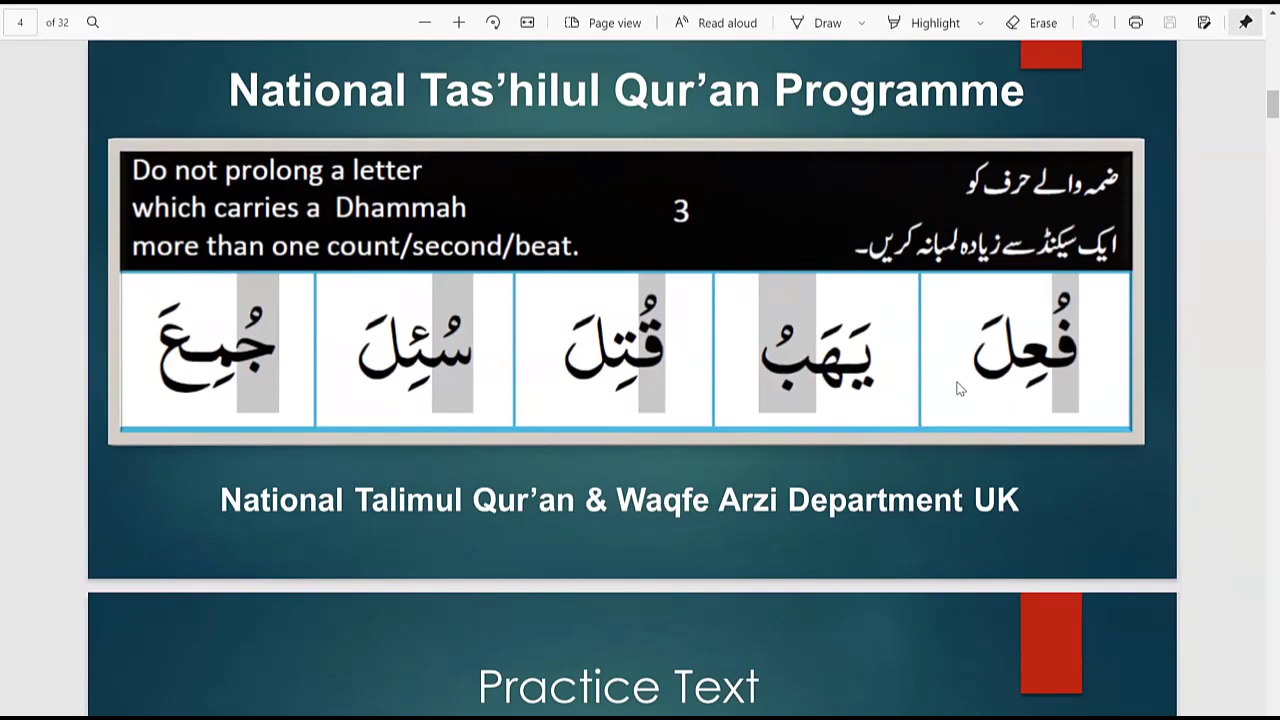 4 of 32 Page view Read aloud Draw Highlight Erase
National Tas’hilul Qur’an Programme
Do not prolong a letter
which carries a Dhammah
more than one count/second/beat.
3
ضمہ والے حرف کو
ایک سیکنڈ سے زیادہ لمبا نہ کریں۔
فُعِلَ يَهَبُ قُتِلَ سُئِلَ جُمِعَ
National Talimul Qur’an & Waqfe Arzi Department UK
Practice Text